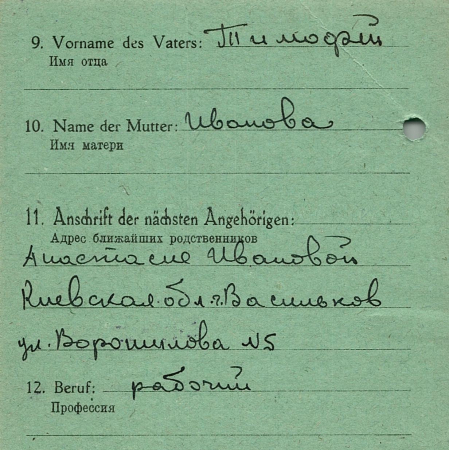 9. Vorname des Vaters: Тимофей
Имя отца
10. Name der Mutter: Иванова
Имя матери
11. Anschrift der nächsten Angehörigen:
Адрес ближайших родственников
Анастасие Ивановой
Киевская обл. г. Васильков
ул. Ворошилова №5
12. Beruf: рабочий
Профессия